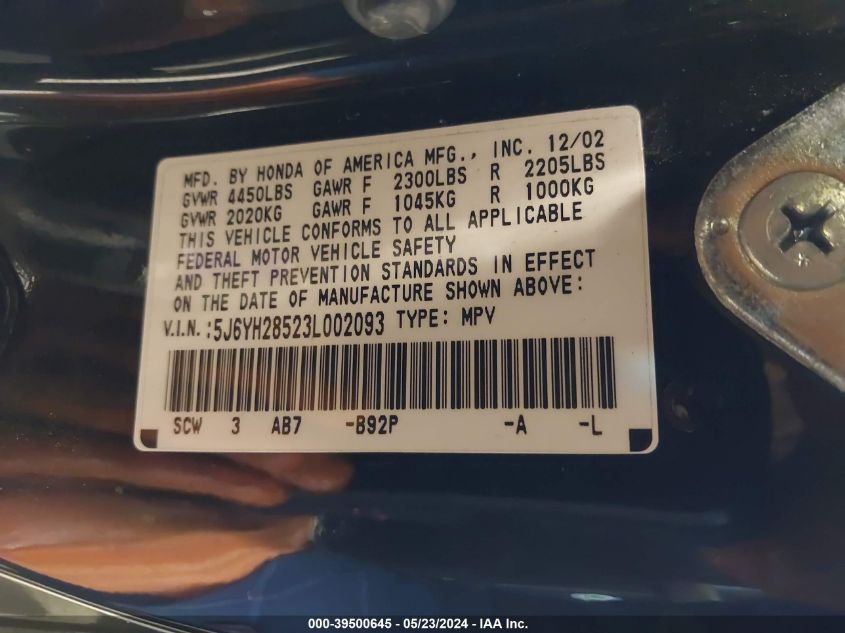 MFD. BY HONDA OF AMERICA MFG., INC. 12/02
GVWR 4450LBS GAWR F 2300LBS R 2205LBS
GVWR 2020KG GAWR F 1045KG R 1000KG
THIS VEHICLE CONFORMS TO ALL APPLICABLE
FEDERAL MOTOR VEHICLE SAFETY
AND THEFT PREVENTION STANDARDS IN EFFECT
ON THE DATE OF MANUFACTURE SHOWN ABOVE:
V.I.N.:5J6YH28523L002093 TYPE: MPV
SCW 3 AB7 -B92P -A -L
000-39500645 - 05/23/2024 - IAA Inc.